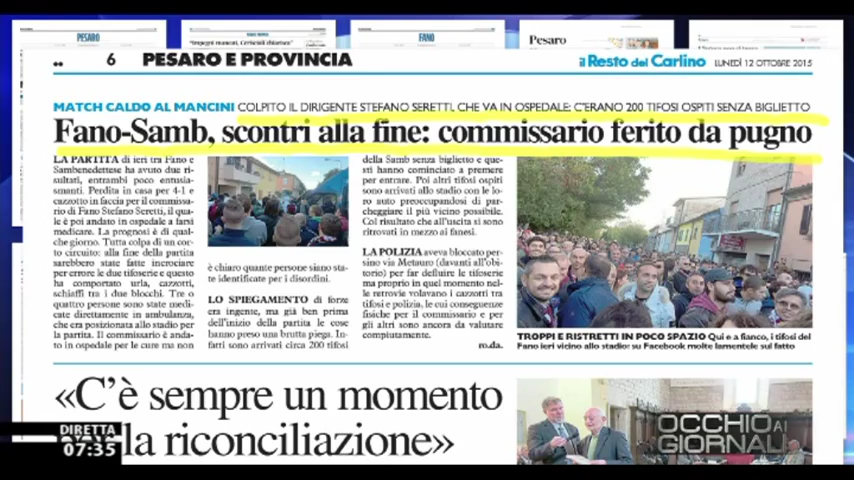 PESARO
FANO
Pesaro
.. 6 PESARO E PROVINCIA il Resto del Carlino LUNEDÌ 12 OTTOBRE 2015
MATCH CALDO AL MANCINI COLPITO IL DIRIGENTE STEFANO SERETTI, CHE VA IN OSPEDALE: C'ERANO 200 TIFOSI OSPITI SENZA BIGLIETTO
Fano-Samb, scontri alla fine: commissario ferito da pugno
LA PARTITA di ieri tra Fano e
Sambenedettese ha avuto due ri-
sultati, entrambi poco entusia-
smanti. Perdita in casa per 4-1 e
cazzotto in faccia per il commissa-
rio di Fano Stefano Seretti, il qua-
le è poi andato in ospedale a farsi
medicare. La prognosi è di qual-
che giorno. Tutta colpa di un cor-
to circuito: alla fine della partita
sarebbero state fatte incrociare
per errore le due tifoserie e questo
ha comportato urla, cazzotti,
schiaffi tra i due blocchi. Tre o
quattro persone sono state medi-
cate direttamente in ambulanza,
che era posizionata allo stadio per
la partita. Il commissario è anda-
to in ospedale per le cure ma non
è chiaro quante persone siano sta-
te identificate per i disordini.
LO SPIEGAMENTO di forze
era ingente, ma già ben prima
dell'inizio della partita le cose
hanno preso una brutta piega. In-
fatti sono arrivati circa 200 tifosi
della Samb senza biglietto e que-
sti hanno cominciato a premere
per entrare. Poi altri tifosi ospiti
sono arrivati allo stadio con le lo-
ro auto preoccupandosi di par-
cheggiare il più vicino possibile.
Col risultato che all'uscita si sono
ritrovati in mezzo ai fanesi.
LA POLIZIA aveva bloccato per-
sino via Metauro (davanti all'obi-
torio) per far defluire le tifoserie
ma proprio in quel momento nel-
le retrovie volavano i cazzotti tra
tifosi e polizia, le cui conseguenze
fisiche per il commissario e per
gli altri sono ancora da valutare
compiutamente.
ro.da.
TROPPI E RISTRETTI IN POCO SPAZIO Qui e a fianco, i tifosi del
Fano ieri vicino allo stadio: su Facebook molte lamentele sul fatto
«C'è sempre un momento
la riconciliazione»
DIRETTA
07:35
OCCHIO AI
GIORNALI